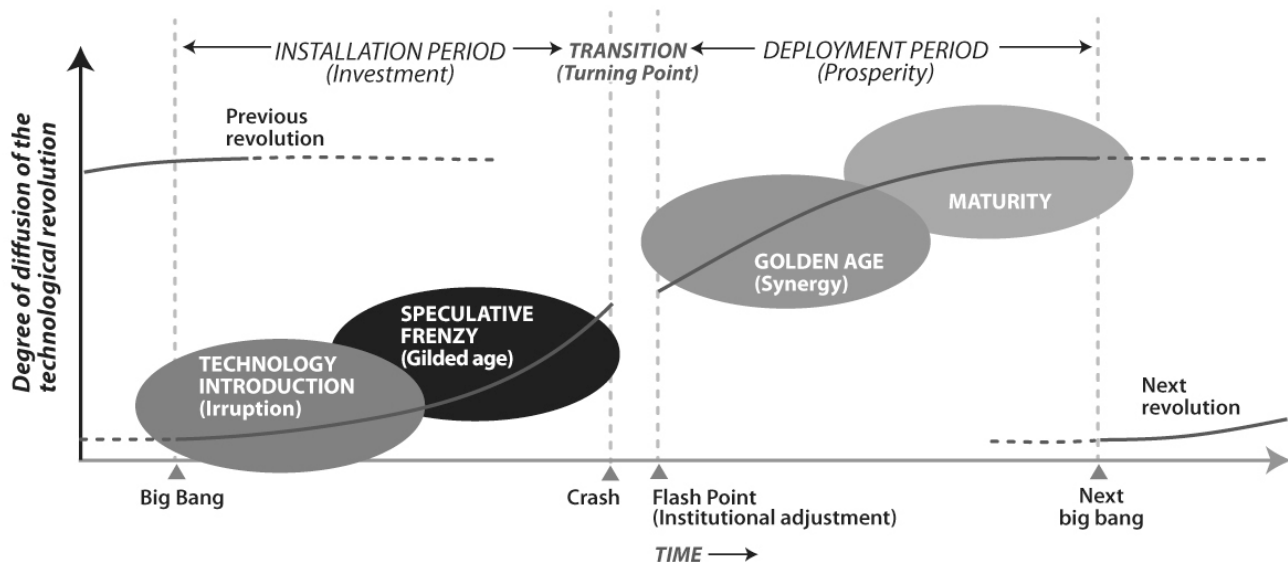 INSTALLATION PERIOD
(Investment)
TRANSITION
(Turning Point)
DEPLOYMENT PERIOD
(Prosperity)
Degree of diffusion of the
technological revolution
Previous
revolution
MATURITY
GOLDEN AGE
(Synergy)
SPECULATIVE
FRENZY
(Gilded age)
TECHNOLOGY
INTRODUCTION
(Irruption)
Next
revolution
Big Bang
Crash
Flash Point
(Institutional adjustment)
Next
big bang
TIME